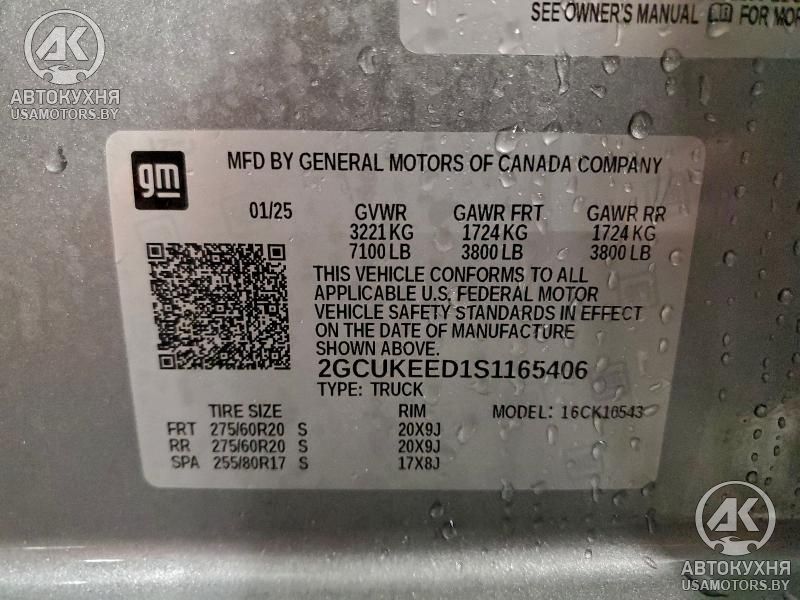 SEE OWNER'S MANUAL FOR MOR
AK
АВТОКУХНЯ
USAMOTORS.BY
gm
MFD BY GENERAL MOTORS OF CANADA COMPANY
01/25 GVWR GAWR FRT GAWR RR
3221 KG 1724 KG 1724 KG
7100 LB 3800 LB 3800 LB
THIS VEHICLE CONFORMS TO ALL
APPLICABLE U.S. FEDERAL MOTOR
VEHICLE SAFETY STANDARDS IN EFFECT
ON THE DATE OF MANUFACTURE
SHOWN ABOVE.
2GCUKEED1S1165406
TYPE: TRUCK
TIRE SIZE RIM MODEL: 16CK10543
FRT 275/60R20 S 20X9J
RR 275/60R20 S 20X9J
SPA 255/80R17 S 17X8J
AK
АВТОКУХНЯ
USAMOTORS.BY